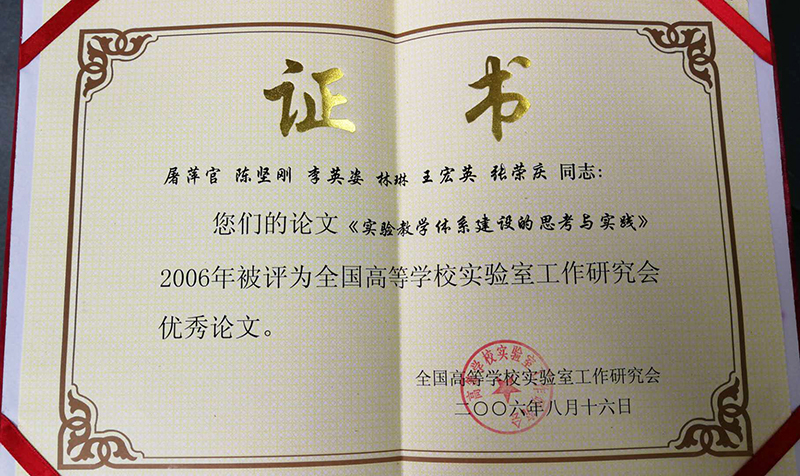 证 书
屠萍官 陈坚刚 李英姿 林琳 王宏英 张荣庆 同志：
您们的论文《实验教学体系建设的思考与实践》
2006年被评为全国高等学校实验室工作研究会
优秀论文。
全国高等学校实验室工作研究会
二〇〇六年八月十六日